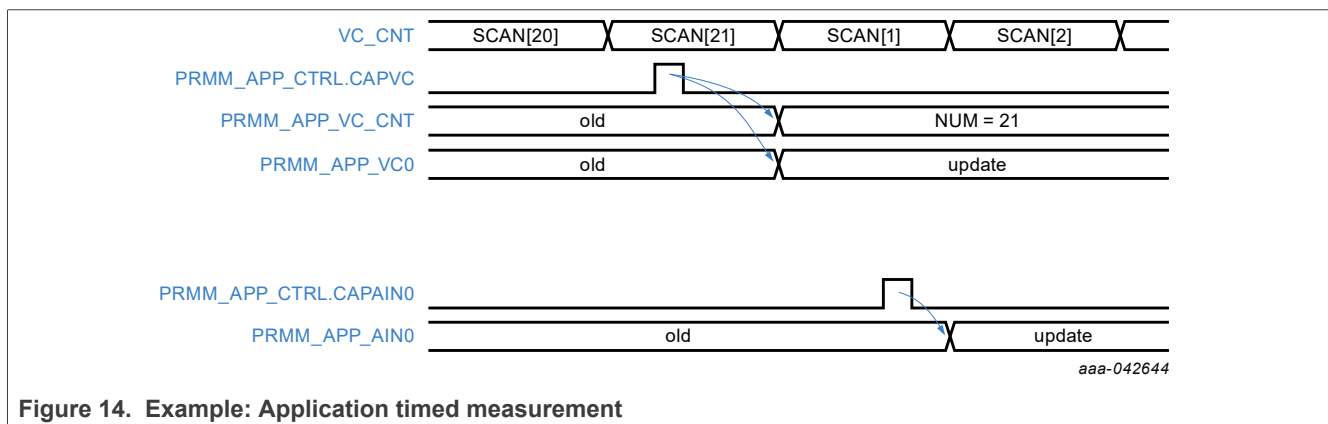 VC_CNT SCAN[20] SCAN[21] SCAN[1] SCAN[2]
PRMM_APP_CTRL.CAPVC
PRMM_APP_VC_CNT old NUM = 21
PRMM_APP_VC0 old update
PRMM_APP_CTRL.CAPAIN0
PRMM_APP_AIN0 old update
aaa-042644
Figure 14. Example: Application timed measurement